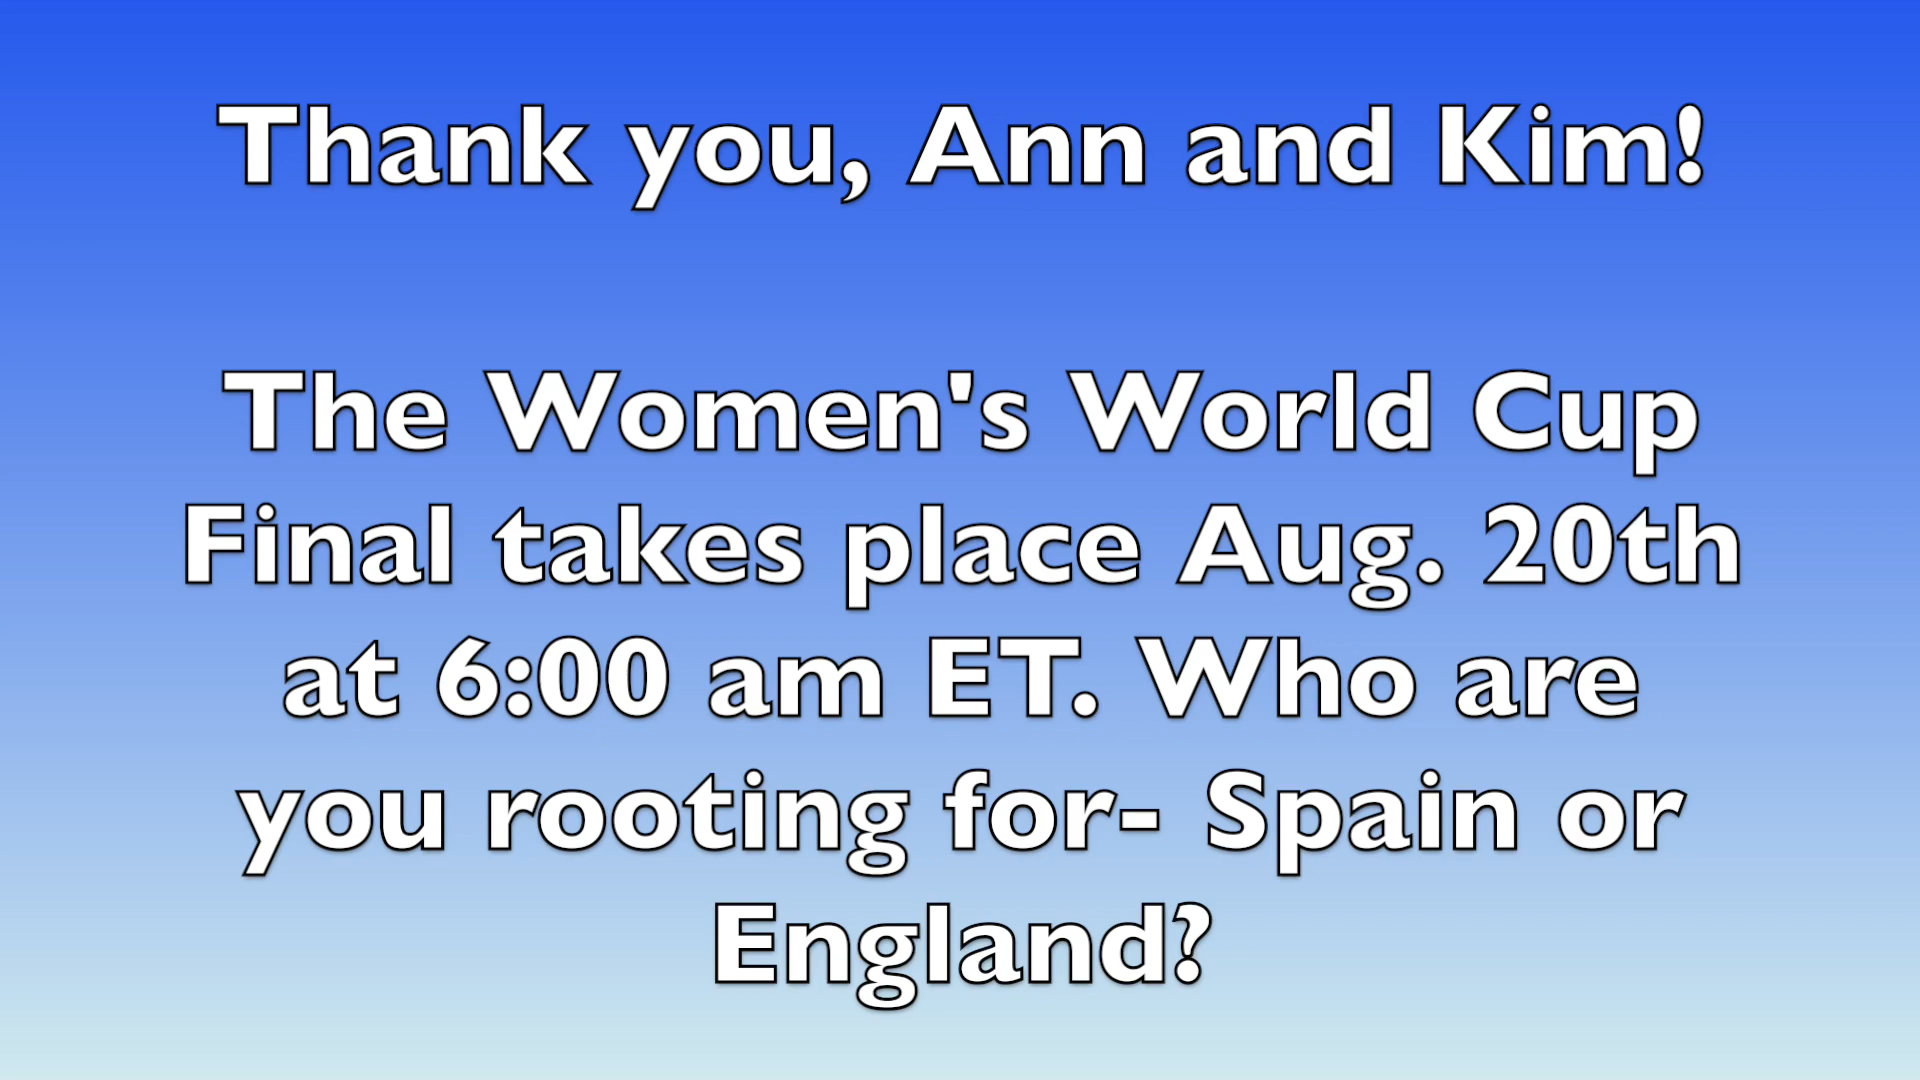 Thank you, Ann and Kim!
The Women's World Cup
Final takes place Aug. 20th
at 6:00 am ET. Who are
you rooting for- Spain or
England?